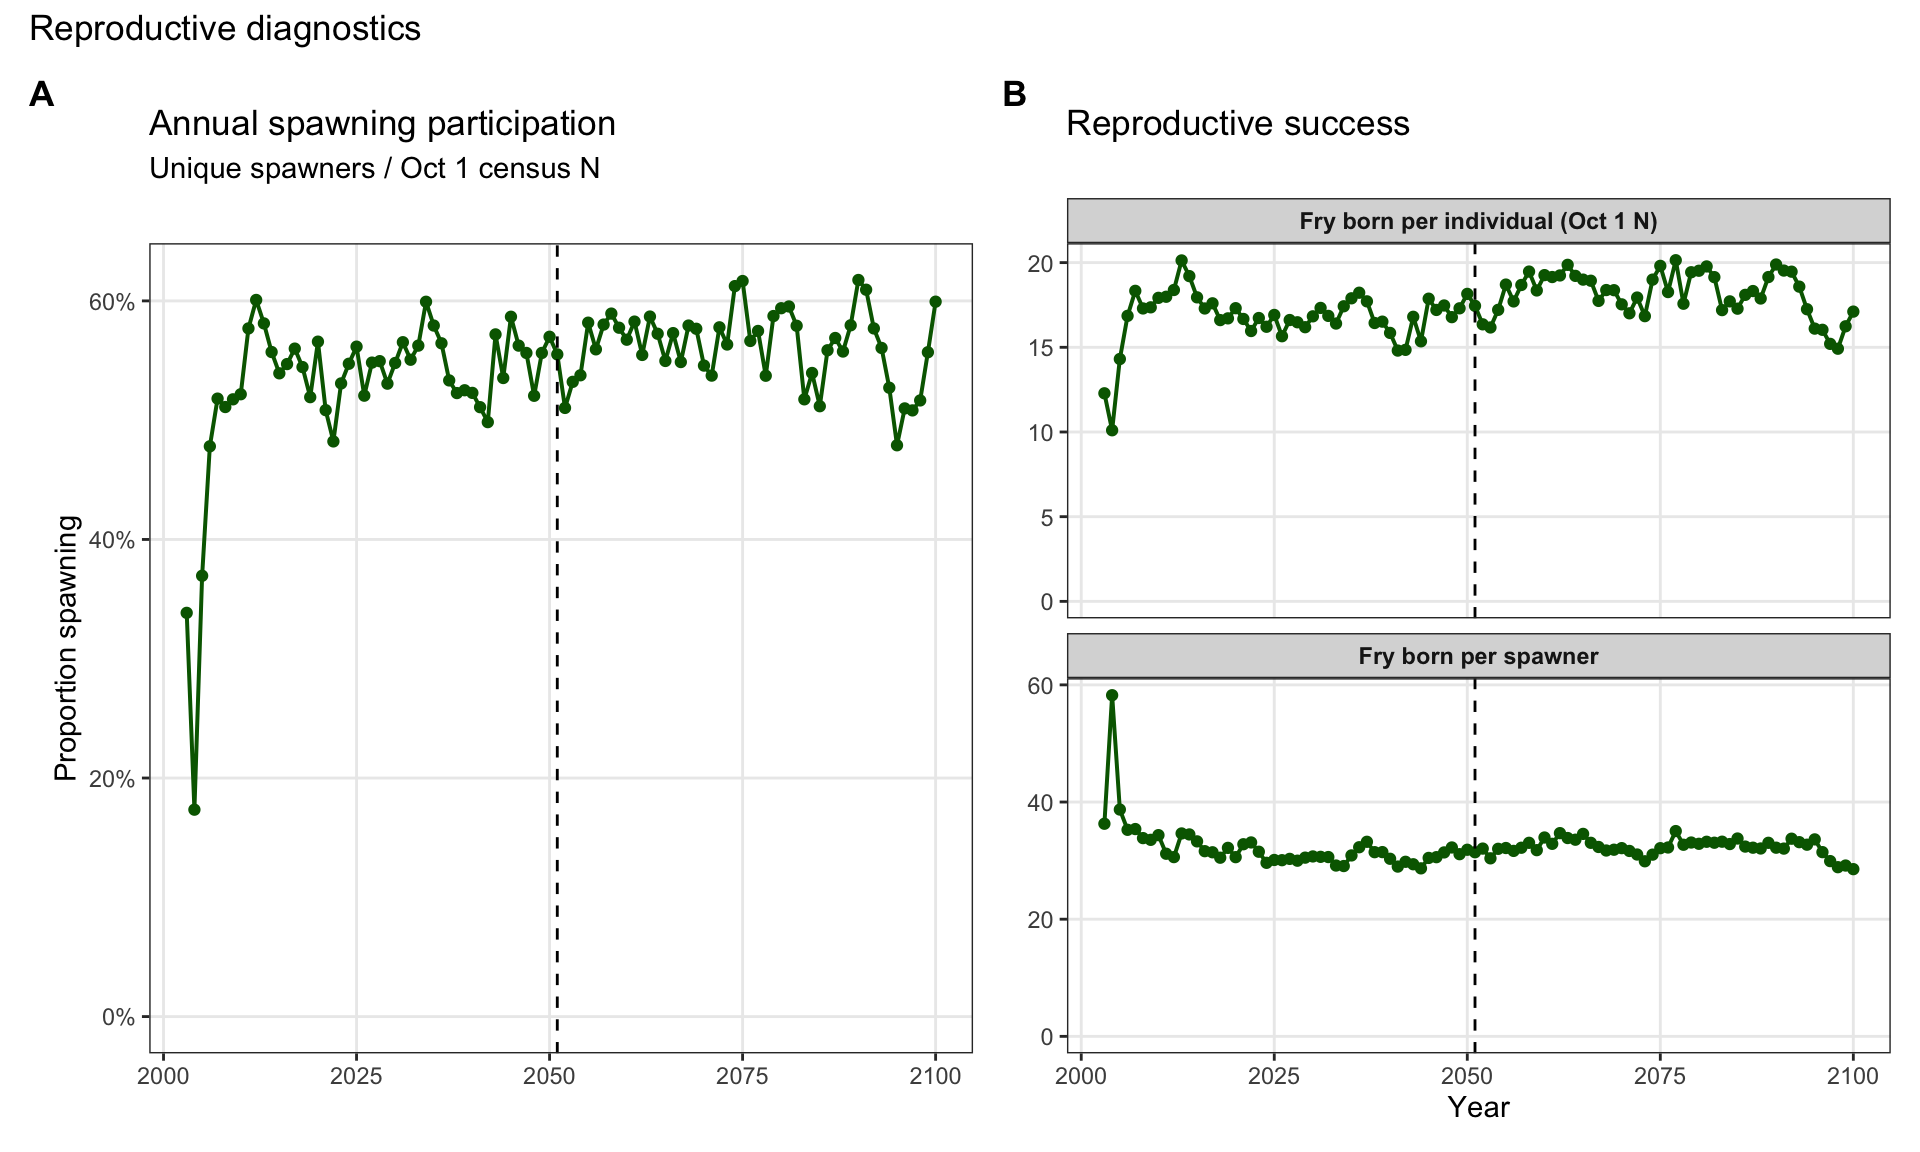 Reproductive diagnostics
A
Annual spawning participation
Unique spawners / Oct 1 census N
Proportion spawning
60%
40%
20%
0%
2000
2025
2050
2075
2100
B
Reproductive success
Fry born per individual (Oct 1 N)
20
15
10
5
0
Fry born per spawner
60
40
20
0
2000
2025
2050
2075
2100
Year